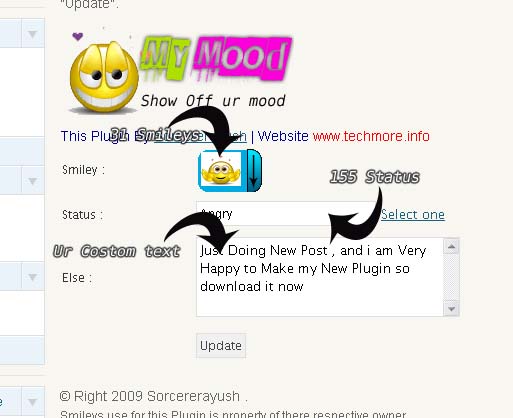 "Update".
My Mood
Show Off ur mood
This Plugin By Sorcererayush | Website www.techmore.info
31 Smileys
Smiley :
155 Status
Status : Angry Select one
Ur Costom text
Just Doing New Post , and i am Very
Happy to Make my New Plugin so
Else :
download it now
Update
© Right 2009 Sorcererayush .
Smileys use for this Plugin is property of there respective owner